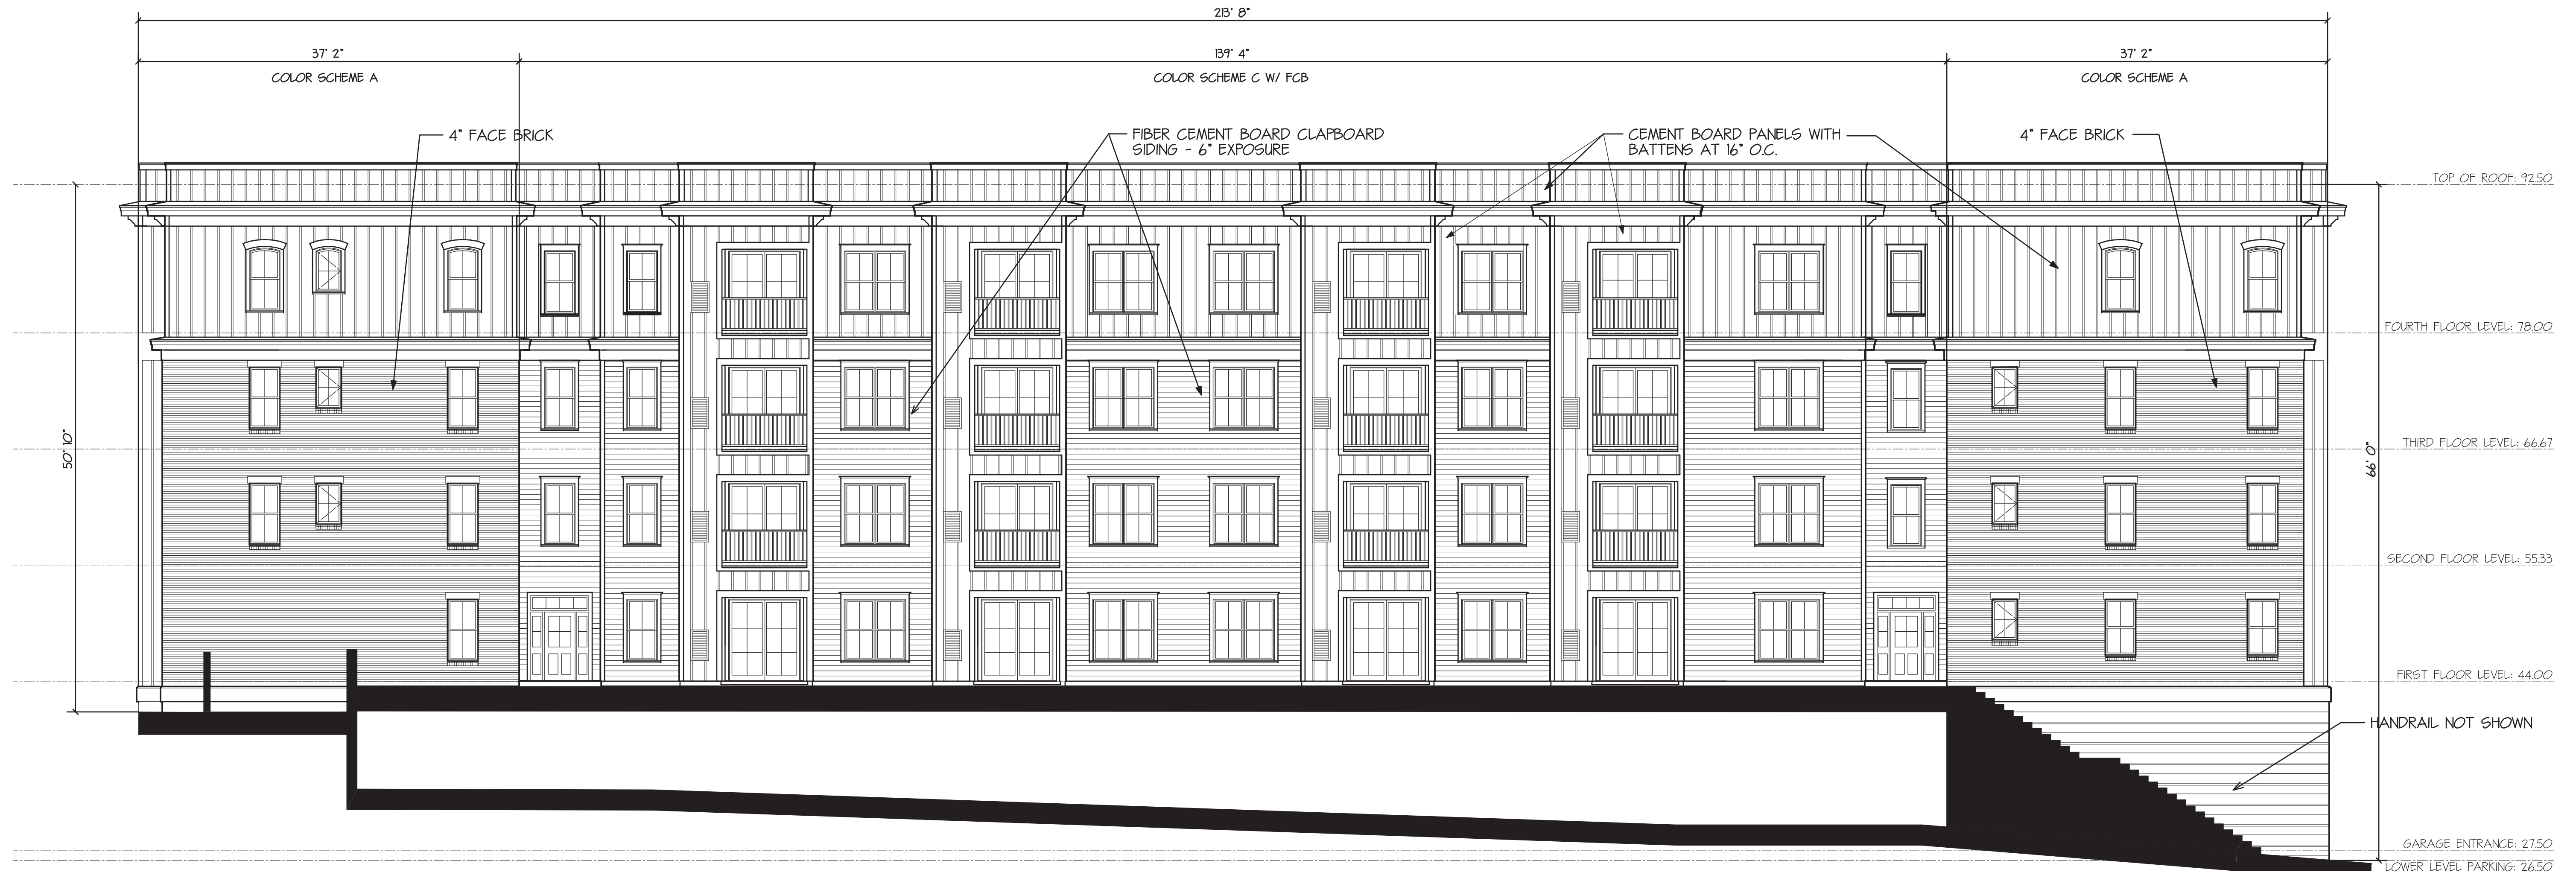 213' 8"
37' 2"
139' 4"
37' 2"
COLOR SCHEME A
COLOR SCHEME C W/ FCB
COLOR SCHEME A
4" FACE BRICK
FIBER CEMENT BOARD CLAPBOARD
SIDING - 6" EXPOSURE
CEMENT BOARD PANELS WITH
BATTENS AT 16" O.C.
4" FACE BRICK
TOP OF ROOF: 92.50
FOURTH FLOOR LEVEL: 78.00
50' 10"
THIRD FLOOR LEVEL: 66.67
66' 0"
SECOND FLOOR LEVEL: 55.33
FIRST FLOOR LEVEL: 44.00
HANDRAIL NOT SHOWN
GARAGE ENTRANCE: 27.50
LOWER LEVEL PARKING: 26.50